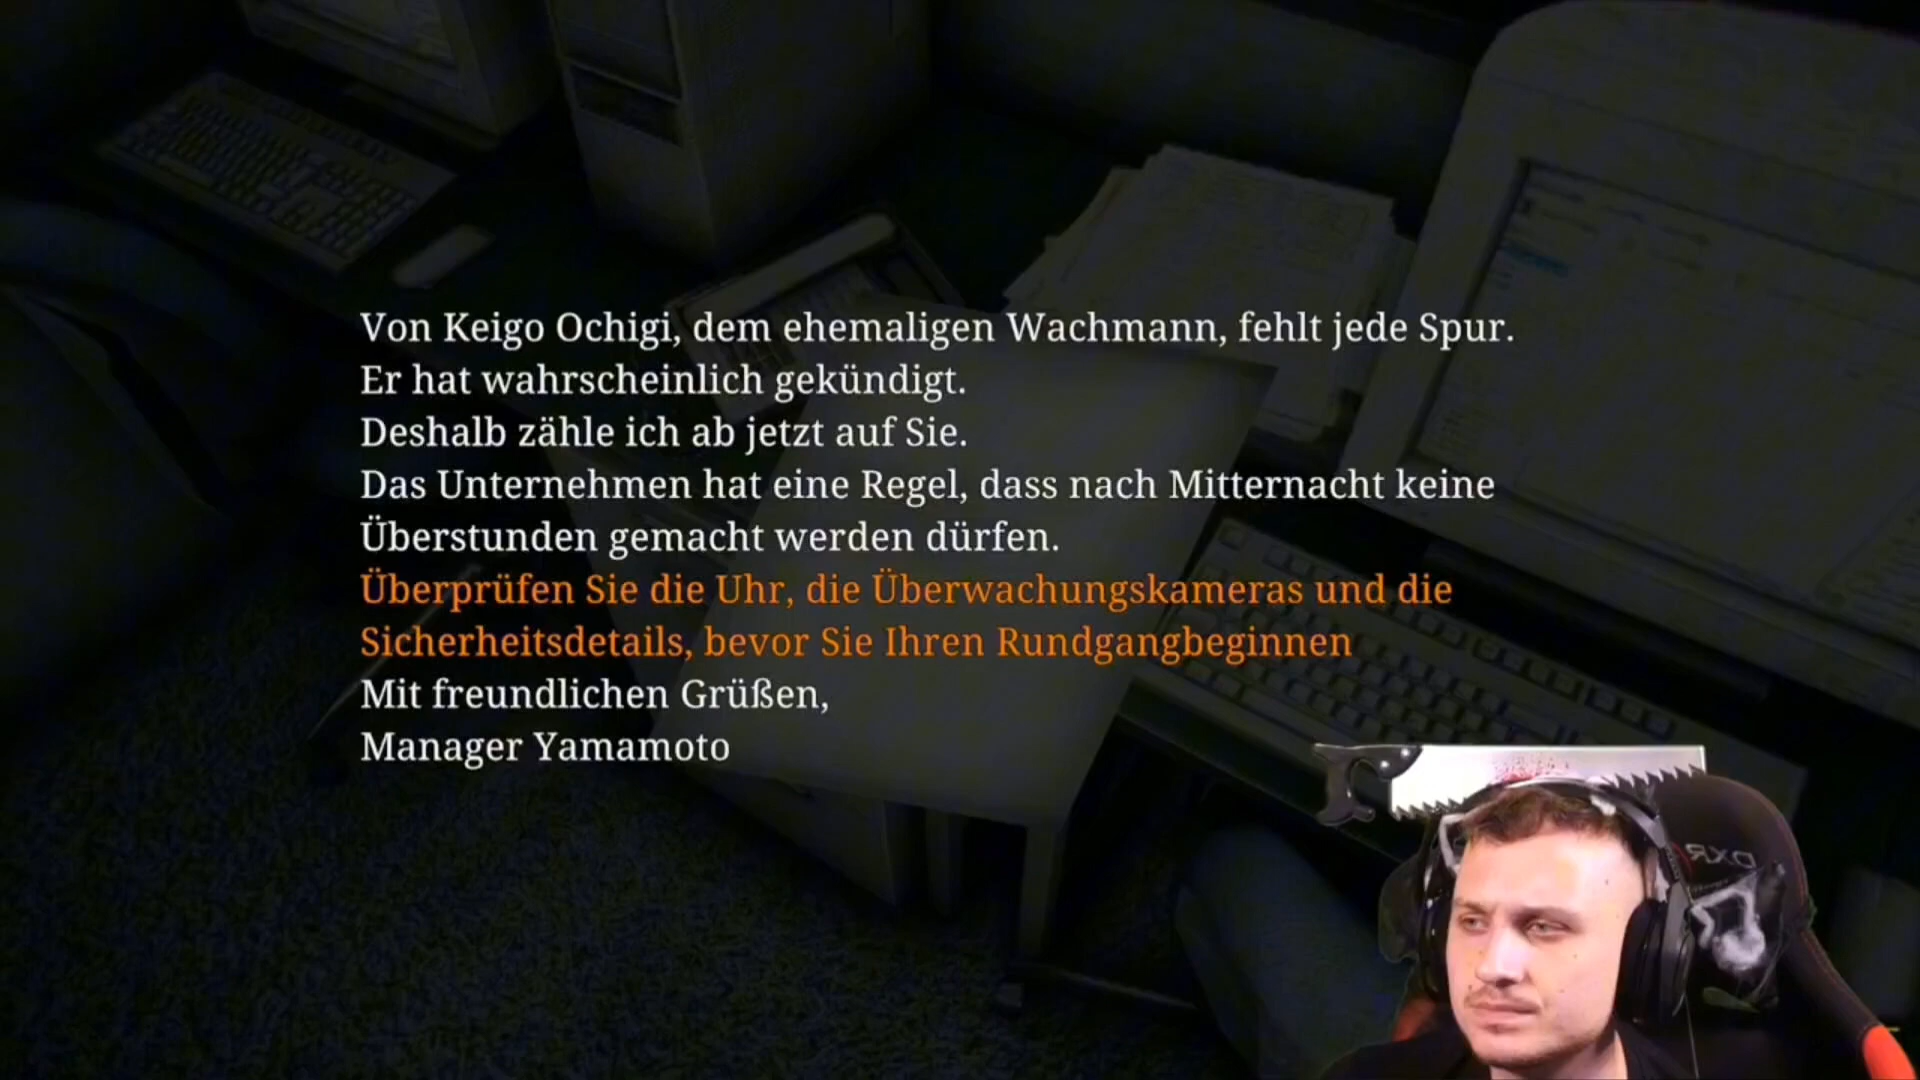 Von Keigo Ochigi, dem ehemaligen Wachmann, fehlt jede Spur.
Er hat wahrscheinlich gekündigt.
Deshalb zähle ich ab jetzt auf Sie.
Das Unternehmen hat eine Regel, dass nach Mitternacht keine
Überstunden gemacht werden dürfen.
Überprüfen Sie die Uhr, die Überwachungskameras und die
Sicherheitsdetails, bevor Sie Ihren Rundgangbeginnen
Mit freundlichen Grüßen,
Manager Yamamoto